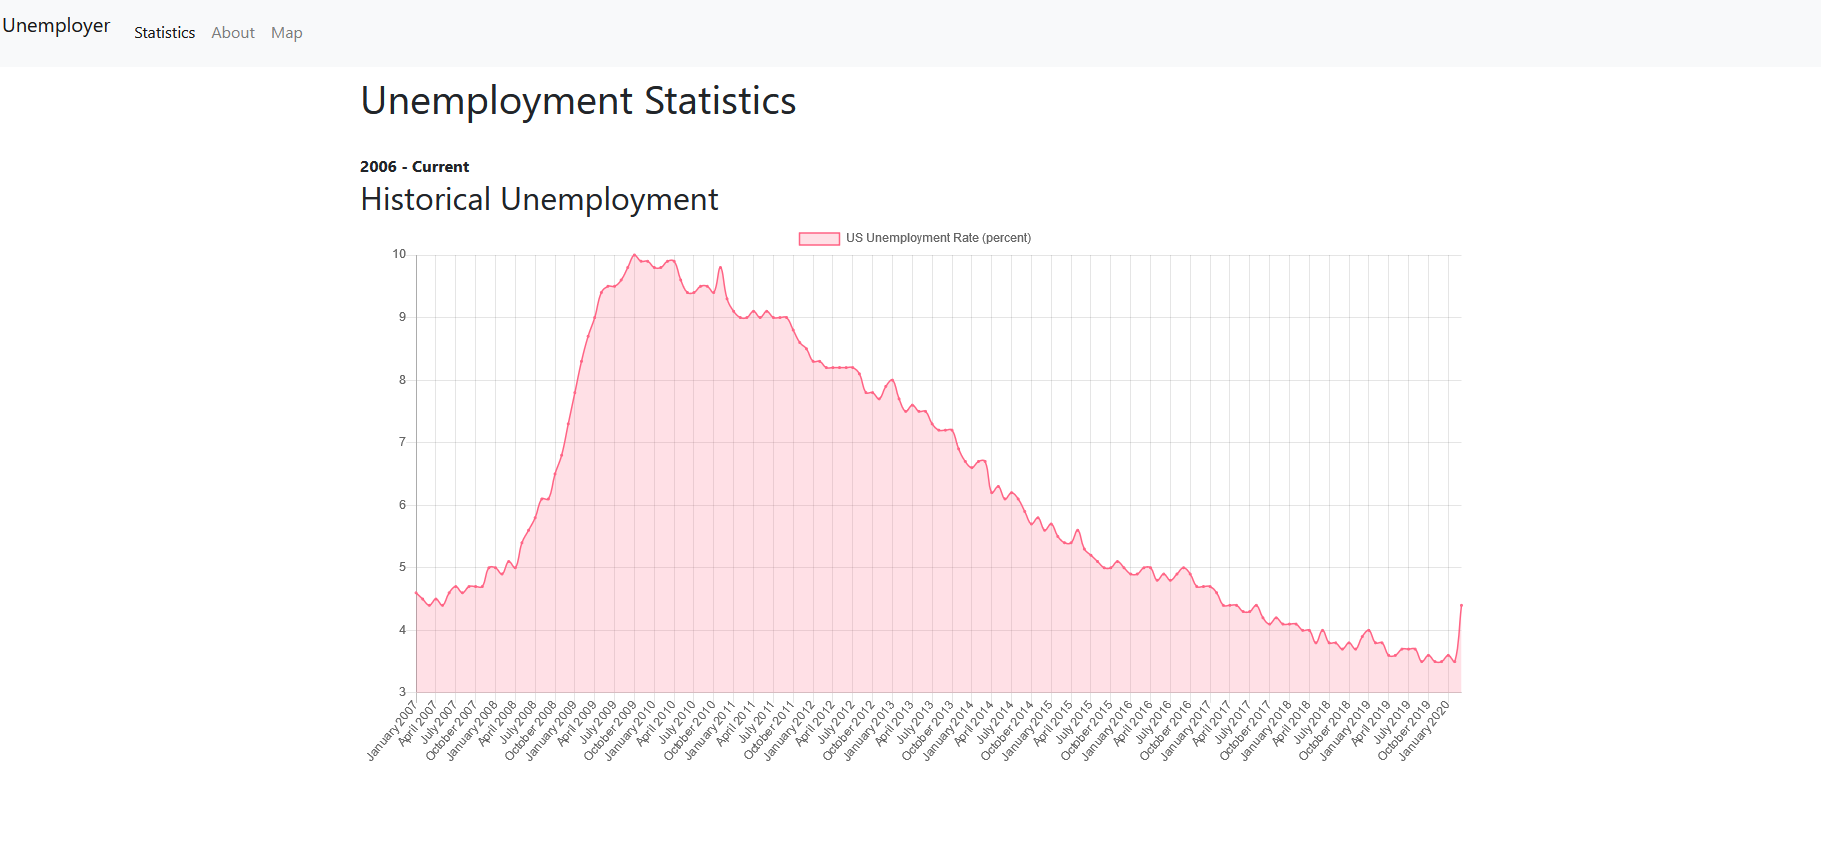 Unemployer
Statistics About Map
Unemployment Statistics
2006 - Current
Historical Unemployment
US Unemployment Rate (percent)
10
9
8
7
6
5
4
3
January 2007
April 2007
July 2007
October 2007
January 2008
April 2008
July 2008
October 2008
January 2009
April 2009
July 2009
October 2009
January 2010
April 2010
July 2010
October 2010
January 2011
April 2011
July 2011
October 2011
January 2012
April 2012
July 2012
October 2012
January 2013
April 2013
July 2013
October 2013
January 2014
April 2014
July 2014
October 2014
January 2015
April 2015
July 2015
October 2015
January 2016
April 2016
July 2016
October 2016
January 2017
April 2017
July 2017
October 2017
January 2018
April 2018
July 2018
October 2018
January 2019
April 2019
July 2019
October 2019
January 2020